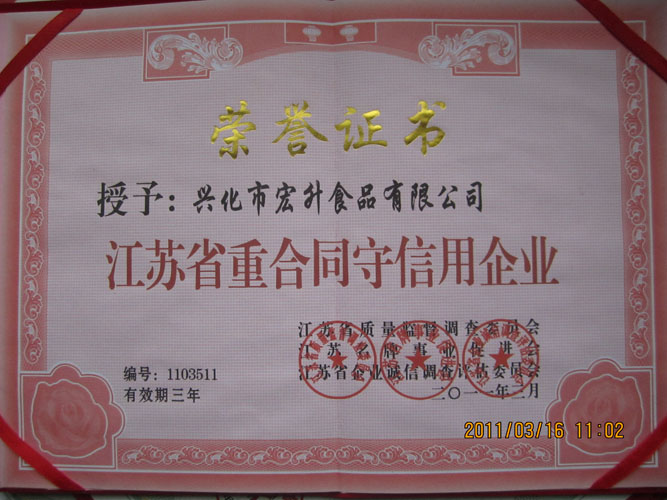 荣誉证书
授予：兴化市宏升食品有限公司
江苏省重合同守信用企业
江苏省质量监督调查委员会
江苏名牌事业促进会
江苏省企业诚信调查评估委员会
编号：1103511
二〇一一年三月
有效期三年
2011/03/16 11:02